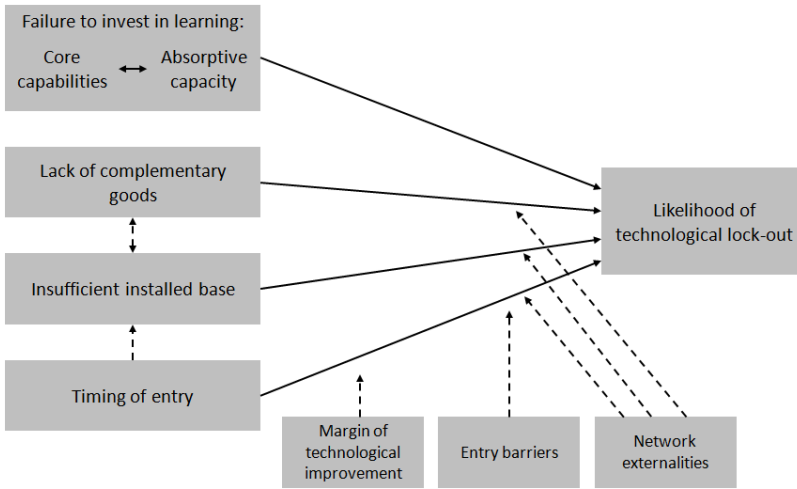 Failure to invest in learning:
Core
capabilities
Absorptive
capacity
Lack of complementary
goods
Insufficient installed base
Timing of entry
Likelihood of
technological lock-out
Margin of
technological
improvement
Entry barriers
Network
externalities